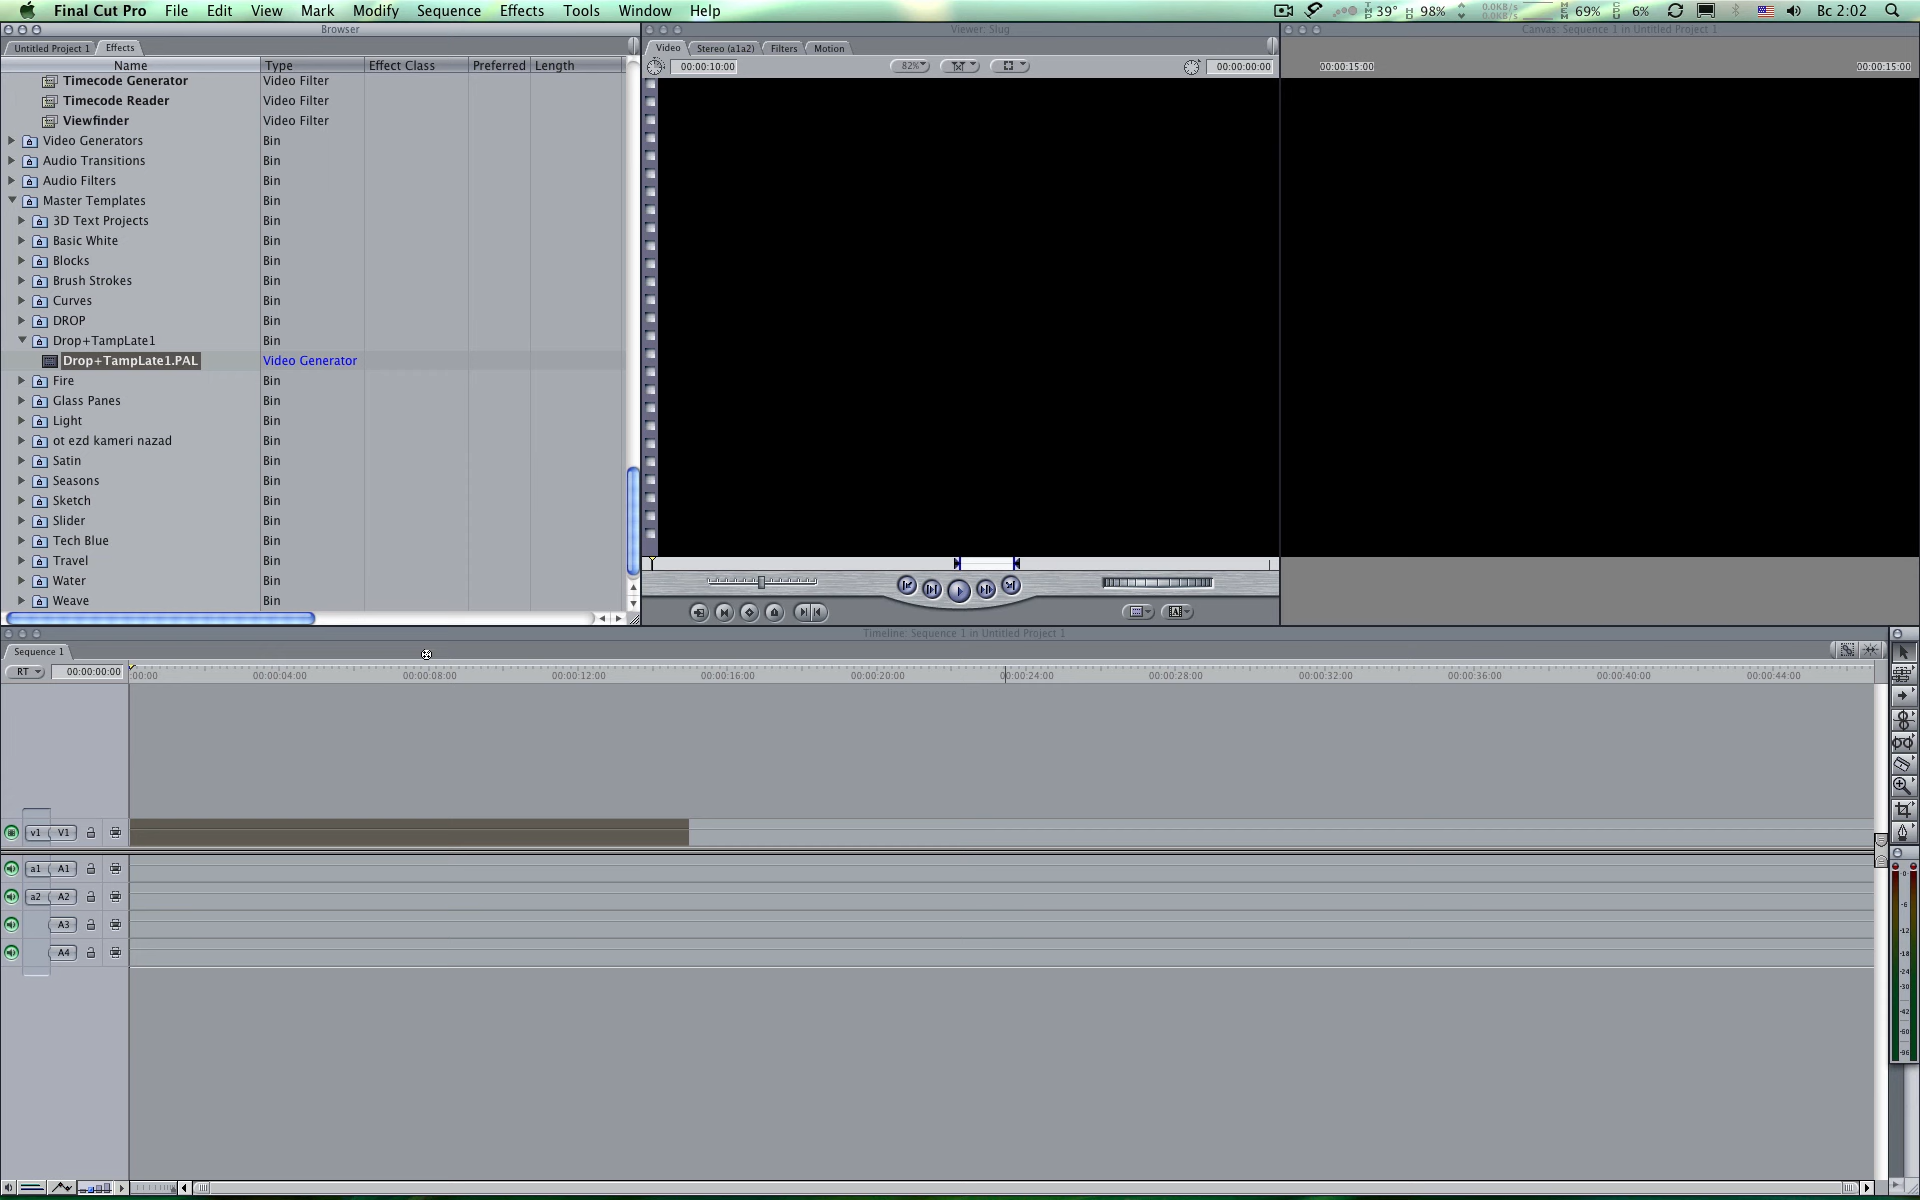 Final Cut Pro File Edit View Mark Modify Sequence Effects Tools Window Help
39° 98% 0.0KB/s 0.0KB/s 69% 6% Вс 2:02
Browser
Untitled Project 1 Effects
Name Type Effect Class Preferred Length
Timecode Generator Video Filter
Timecode Reader Video Filter
Viewfinder Video Filter
Video Generators Bin
Audio Transitions Bin
Audio Filters Bin
Master Templates Bin
3D Text Projects Bin
Basic White Bin
Blocks Bin
Brush Strokes Bin
Curves Bin
DROP Bin
Drop+TampLate1 Bin
Drop+TampLate1.PAL Video Generator
Fire Bin
Glass Panes Bin
Light Bin
ot ezd kameri nazad Bin
Satin Bin
Seasons Bin
Sketch Bin
Slider Bin
Tech Blue Bin
Travel Bin
Water Bin
Weave Bin
Viewer: Slug
Video Stereo (a1a2) Filters Motion
00:00:10:00 82% 00:00:00:00
Canvas: Sequence 1 in Untitled Project 1
00:00:15:00 00:00:15:00
Timeline: Sequence 1 in Untitled Project 1
Sequence 1
RT 00:00:00:00 00:00 00:00:04:00 00:00:08:00 00:00:12:00 00:00:16:00 00:00:20:00 00:00:24:00 00:00:28:00 00:00:32:00 00:00:36:00 00:00:40:00 00:00:44:00
v1 V1
a1 A1
a2 A2
A3
A4
-0
-6
-12
-18
-24
-30
-42
-60
-96